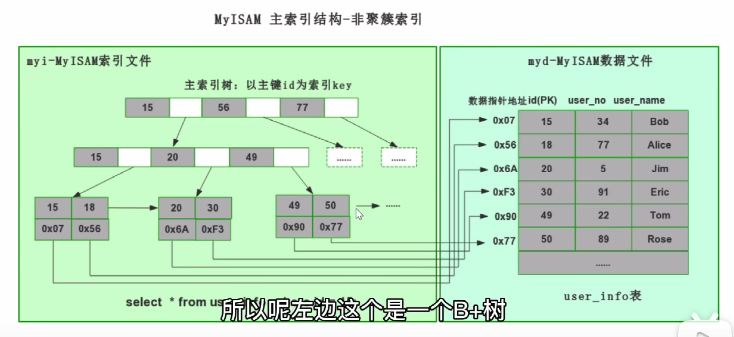 MyISAM 主索引结构-非聚簇索引
myi-MyISAM索引文件
主索引树：以主键id为索引key
15 56 77
15 20 49 ...... ......
15 18 20 30 49 50 ......
0x07 0x56 0x6A 0xF3 0x90 0x77
select * from us
myd-MyISAM数据文件
数据指针地址 id(PK) user_no user_name
0x07 15 34 Bob
0x56 18 77 Alice
0x6A 20 5 Jim
0xF3 30 91 Eric
0x90 49 22 Tom
0x77 50 89 Rose
......
user_info表
所以呢左边这个是一个B+树